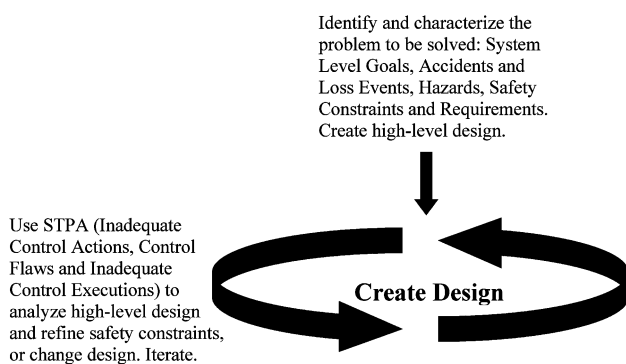 Identify and characterize the
problem to be solved: System
Level Goals, Accidents and
Loss Events, Hazards, Safety
Constraints and Requirements.
Create high-level design.
Use STPA (Inadequate
Control Actions, Control
Flaws and Inadequate
Control Executions) to
analyze high-level design
and refine safety constraints,
or change design. Iterate.
Create Design